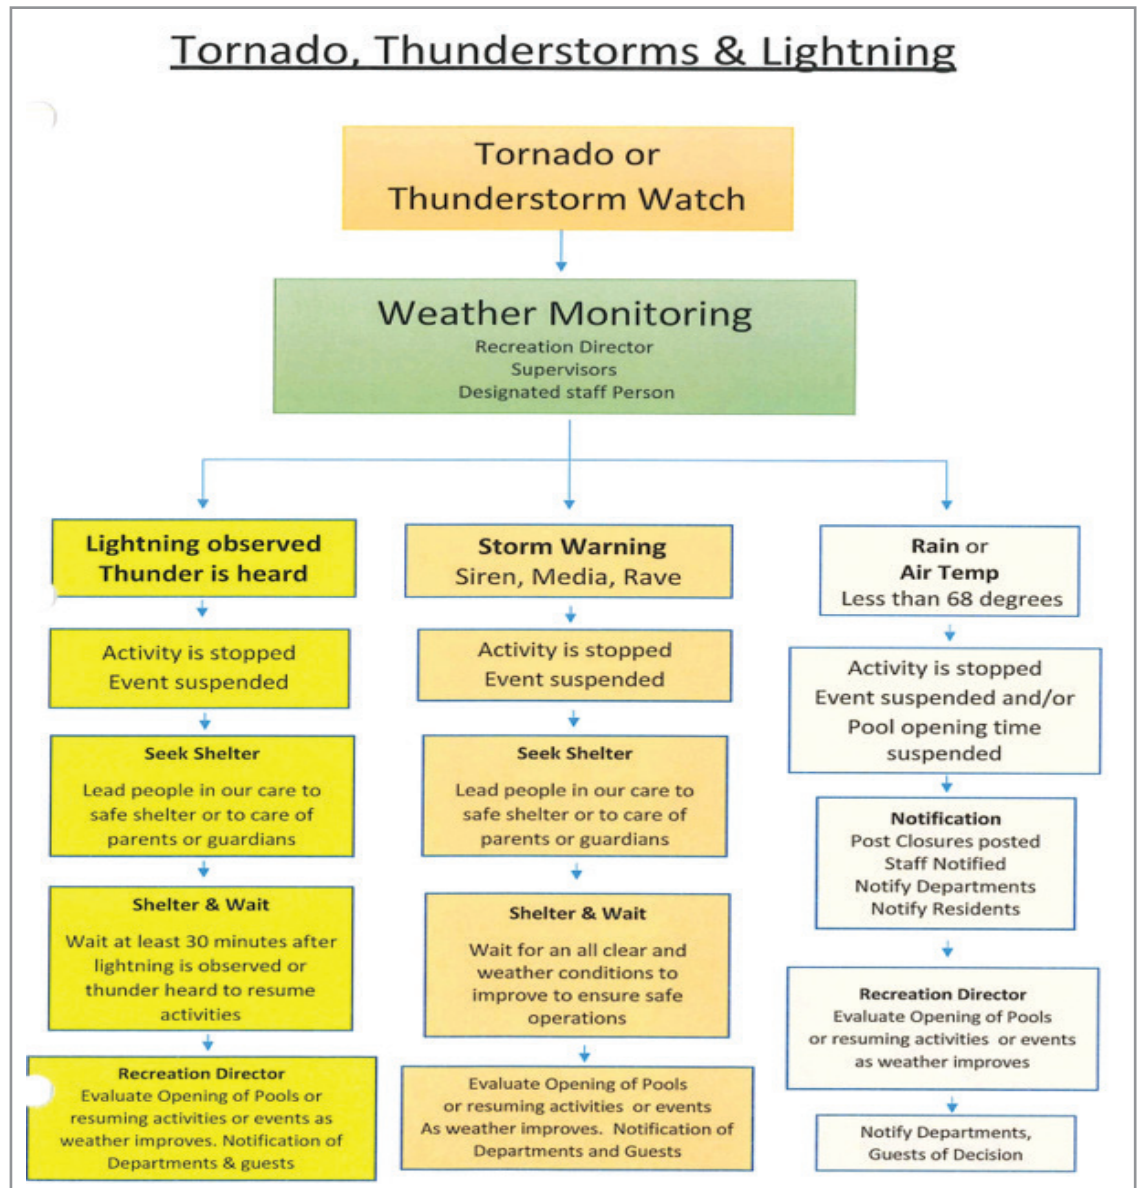 Tornado, Thunderstorms & Lightning
Tornado or
Thunderstorm Watch
Weather Monitoring
Recreation Director
Supervisors
Designated staff Person
Lightning observed
Thunder is heard
Activity is stopped
Event suspended
Seek Shelter
Lead people in our care to
safe shelter or to care of
parents or guardians
Shelter & Wait
Wait at least 30 minutes after
lightning is observed or
thunder heard to resume
activities
Recreation Director
Evaluate Opening of Pools or
resuming activities or events as
weather improves. Notification of
Departments & guests
Storm Warning
Siren, Media, Rave
Activity is stopped
Event suspended
Seek Shelter
Lead people in our care to
safe shelter or to care of
parents or guardians
Shelter & Wait
Wait for an all clear and
weather conditions to
improve to ensure safe
operations
Evaluate Opening of Pools
or resuming activities or events
As weather improves. Notification of
Departments and Guests
Rain or
Air Temp
Less than 68 degrees
Activity is stopped
Event suspended and/or
Pool opening time
suspended
Notification
Post Closures posted
Staff Notified
Notify Departments
Notify Residents
Recreation Director
Evaluate Opening of Pools
or resuming activities or events
as weather improves
Notify Departments,
Guests of Decision